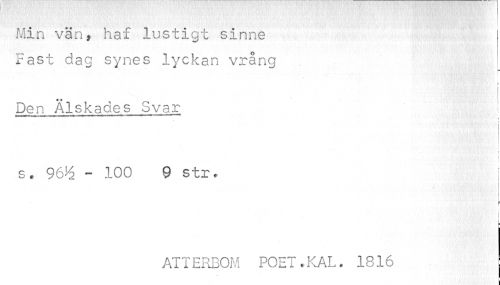 Min vän, haf lustigt sinne
Fast dag synes lyckan vrång
Den Älskades Svar
s. 96½ - 100 9 str.
ATTERBOM POET.KAL. 1816